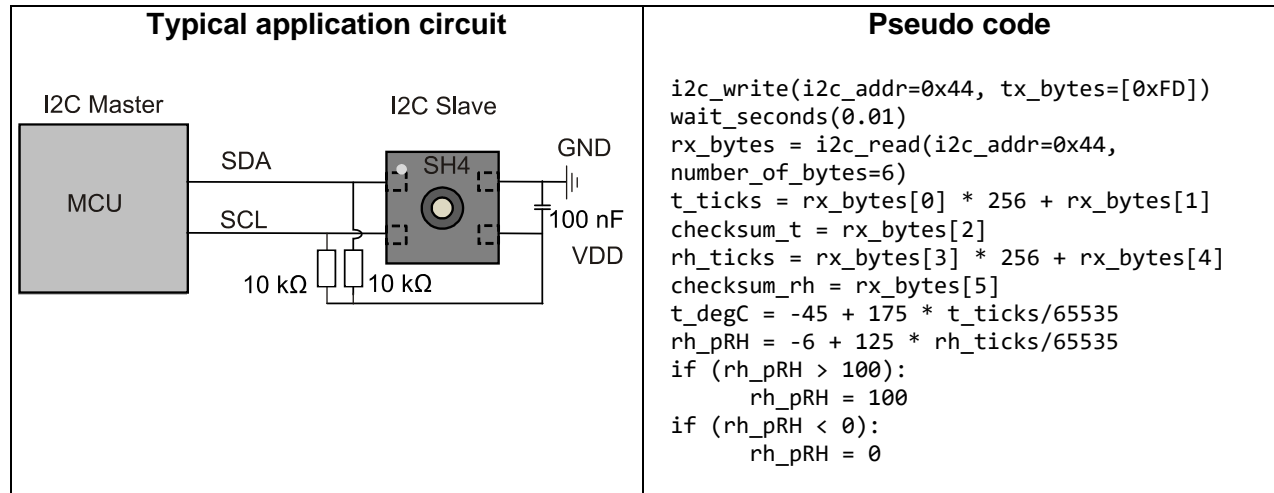 Typical application circuit
I2C Master
I2C Slave
MCU
SDA
SCL
SH4
GND
100 nF
VDD
10 kΩ
10 kΩ
Pseudo code
i2c_write(i2c_addr=0x44, tx_bytes=[0xFD])
wait_seconds(0.01)
rx_bytes = i2c_read(i2c_addr=0x44,
number_of_bytes=6)
t_ticks = rx_bytes[0] * 256 + rx_bytes[1]
checksum_t = rx_bytes[2]
rh_ticks = rx_bytes[3] * 256 + rx_bytes[4]
checksum_rh = rx_bytes[5]
t_degC = -45 + 175 * t_ticks/65535
rh_pRH = -6 + 125 * rh_ticks/65535
if (rh_pRH > 100):
rh_pRH = 100
if (rh_pRH < 0):
rh_pRH = 0